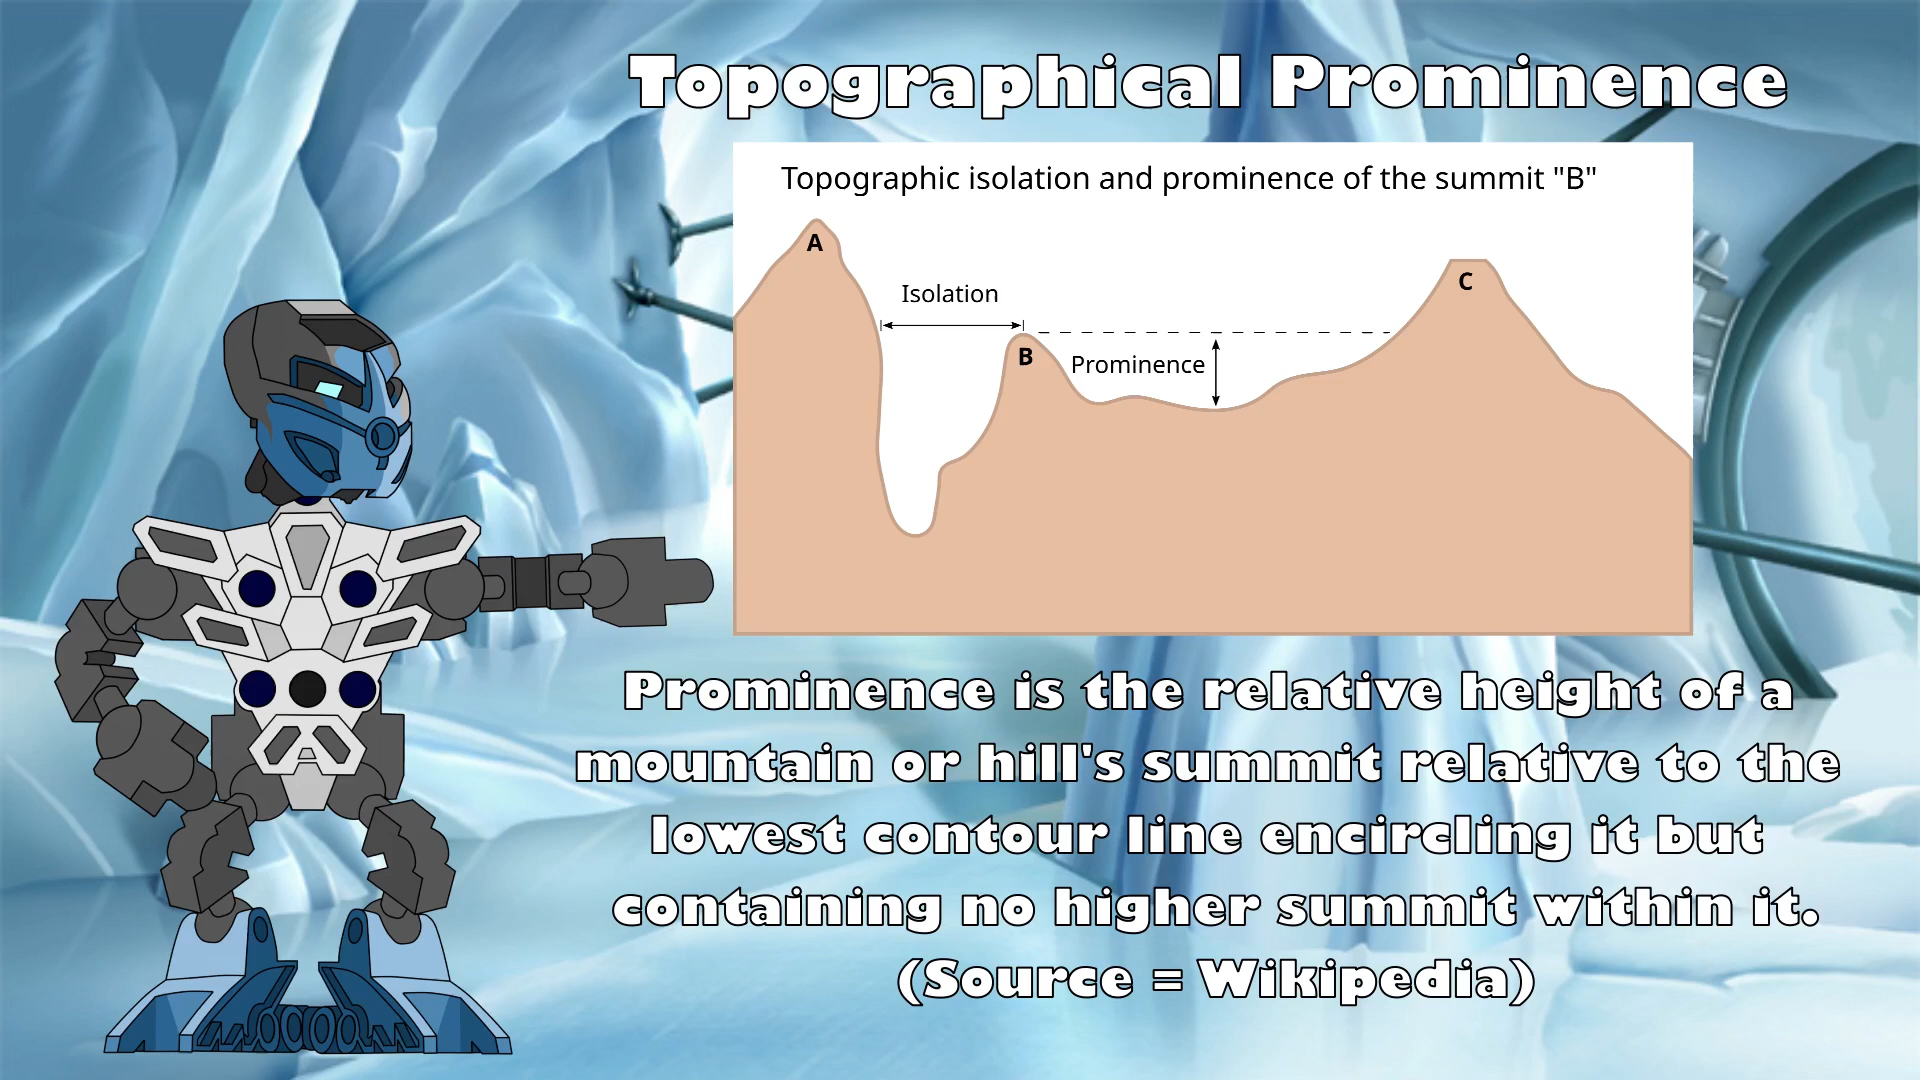 Topographical Prominence
Topographic isolation and prominence of the summit "B"
A
Isolation
B
Prominence
C
Prominence is the relative height of a
mountain or hill's summit relative to the
lowest contour line encircling it but
containing no higher summit within it.
(Source = Wikipedia)